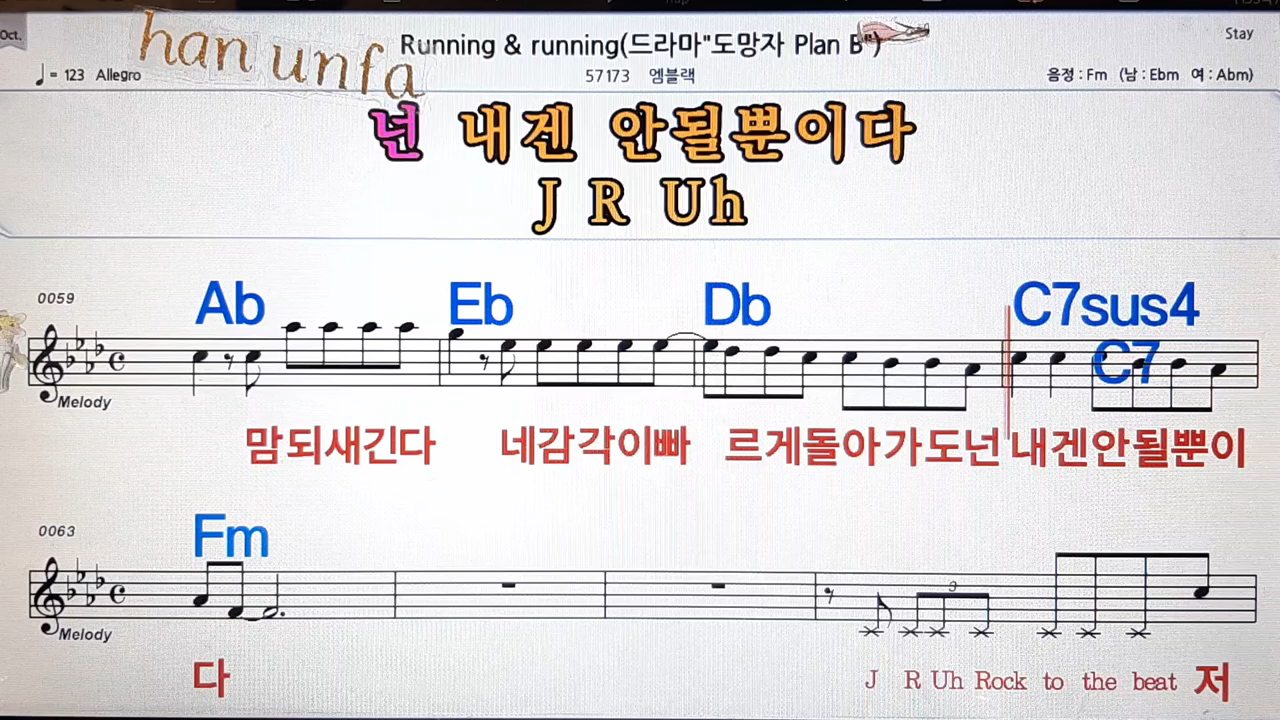 Oct.
han unfa
Running & running(드라마"도망자 Plan B")
Stay
♩= 123 Allegro
57173 엠블랙
음정 : Fm (남 : Ebm 여 : Abm)
넌 내겐 안될뿐이다
J R Uh
0059
Ab Eb Db C7sus4
C7
Melody
맘되새긴다 네감각이빠 르게돌아가도넌 내겐안될뿐이
0063
Fm
3
Melody
다 J R Uh Rock to the beat 저